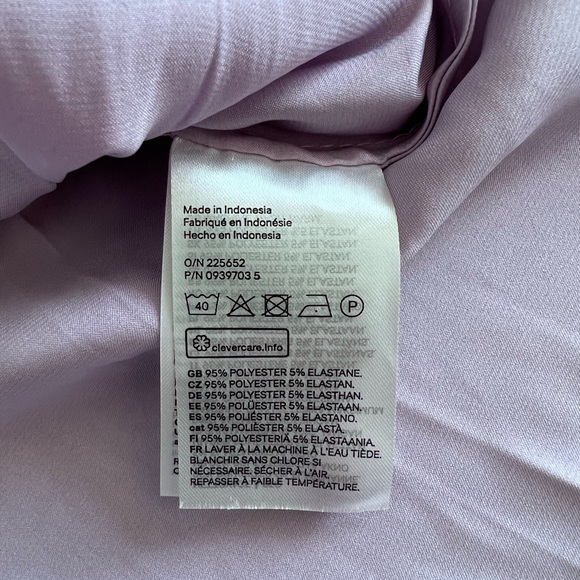 Made in Indonesia
Fabriqué en Indonésie
Hecho en Indonesia
O/N 225652
P/N 0939703 5
40 P
clevercare.info
GB 95% POLYESTER 5% ELASTANE.
CZ 95% POLYESTER 5% ELASTAN.
DE 95% POLYESTER 5% ELASTHAN.
EE 95% POLÜESTER 5% ELASTAAN.
ES 95% POLIÉSTER 5% ELASTANO.
cat 95% POLIÈSTER 5% ELASTÀ.
FI 95% POLYESTERIÄ 5% ELASTAANIA.
FR LAVER À LA MACHINE À L'EAU TIÈDE.
BLANCHIR SANS CHLORE SI
NÉCESSAIRE. SÉCHER À L'AIR.
REPASSER À FAIBLE TEMPÉRATURE.